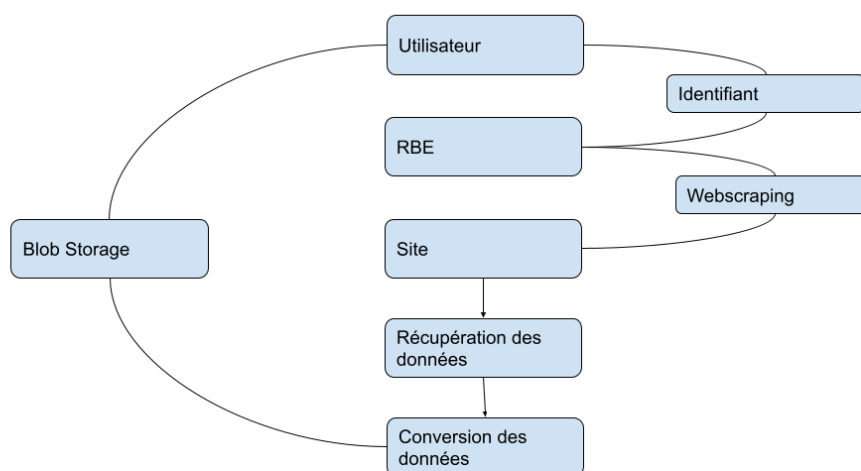 Utilisateur
Identifiant
RBE
Webscraping
Blob Storage
Site
Récupération des
données
Conversion des
données